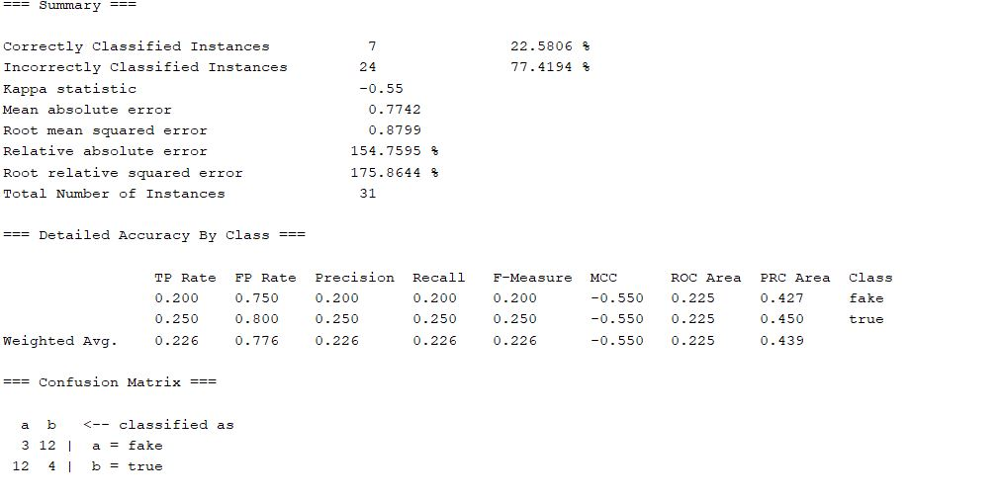 === Summary ===
Correctly Classified Instances 7 22.5806 %
Incorrectly Classified Instances 24 77.4194 %
Kappa statistic -0.55
Mean absolute error 0.7742
Root mean squared error 0.8799
Relative absolute error 154.7595 %
Root relative squared error 175.8644 %
Total Number of Instances 31
=== Detailed Accuracy By Class ===
TP Rate FP Rate Precision Recall F-Measure MCC ROC Area PRC Area Class
0.200 0.750 0.200 0.200 0.200 -0.550 0.225 0.427 fake
0.250 0.800 0.250 0.250 0.250 -0.550 0.225 0.450 true
Weighted Avg. 0.226 0.776 0.226 0.226 0.226 -0.550 0.225 0.439
=== Confusion Matrix ===
a b <-- classified as
3 12 | a = fake
12 4 | b = true